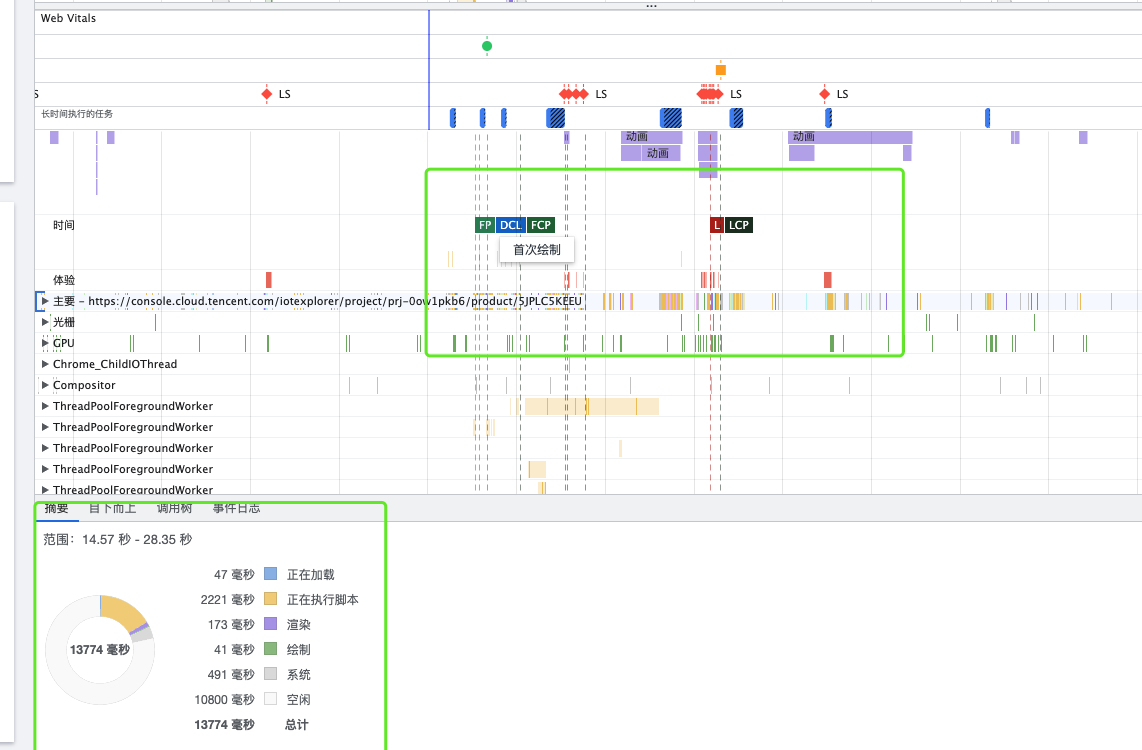 Web Vitals
S LS LS LS LS
长时间执行的任务
动画 动画
动画
时间 FP DCL FCP L LCP
首次绘制
体验
主要 – https://console.cloud.tencent.com/iotexplorer/project/prj-0ow1pkb6/product/5JPLC5KEEU
光栅
GPU
Chrome_ChildIOThread
Compositor
ThreadPoolForegroundWorker
ThreadPoolForegroundWorker
ThreadPoolForegroundWorker
ThreadPoolForegroundWorker
ThreadPoolForegroundWorker
摘要 自下而上 调用树 事件日志
范围：14.57 秒 - 28.35 秒
47 毫秒 正在加载
2221 毫秒 正在执行脚本
173 毫秒 渲染
41 毫秒 绘制
13774 毫秒
491 毫秒 系统
10800 毫秒 空闲
13774 毫秒 总计